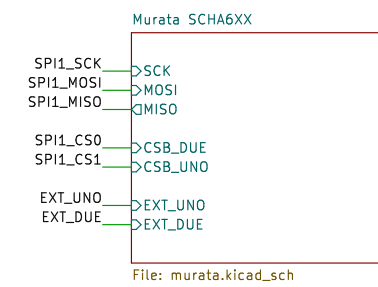 Murata SCHA6XX
SPI1_SCK SCK
SPI1_MOSI MOSI
SPI1_MISO MISO
SPI1_CS0 CSB_DUE
SPI1_CS1 CSB_UNO
EXT_UNO EXT_UNO
EXT_DUE EXT_DUE
File: murata.kicad_sch